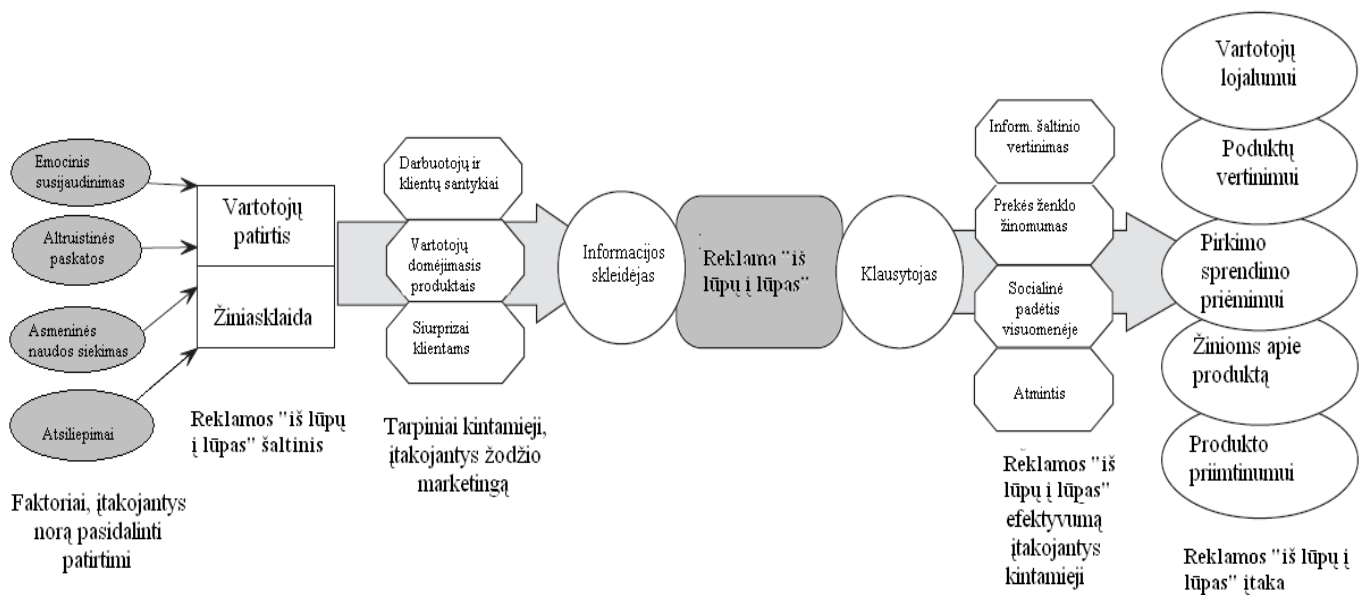 Emocinis
susijaudinimas
Altruistinės
paskatos
Asmeninės
naudos siekimas
Atsiliepimai
Faktoriai, įtakojantys
norą pasidalinti
patirtimi
Vartotojų
patirtis
Žiniasklaida
Reklamos "iš lūpų
į lūpas" šaltinis
Darbuotojų ir
klientų santykiai
Vartotojų
domėjimasis
produktais
Siurprizai
klientams
Tarpiniai kintamieji,
įtakojantys žodžio
marketingą
Informacijos
skleidėjas
Reklama "iš
lūpų į lūpas"
Klausytojas
Inform. šaltinio
vertinimas
Prekės ženklo
žinomumas
Socialinė
padėtis
visuomenėje
Atmintis
Reklamos "iš
lūpų į lūpas"
efektyvumą
įtakojantys
kintamieji
Vartotojų
lojalumui
Poduktų
vertinimui
Pirkimo
sprendimo
priėmimui
Žinioms apie
produktą
Produkto
priimtinumui
Reklamos "iš lūpų į
lūpas" įtaka